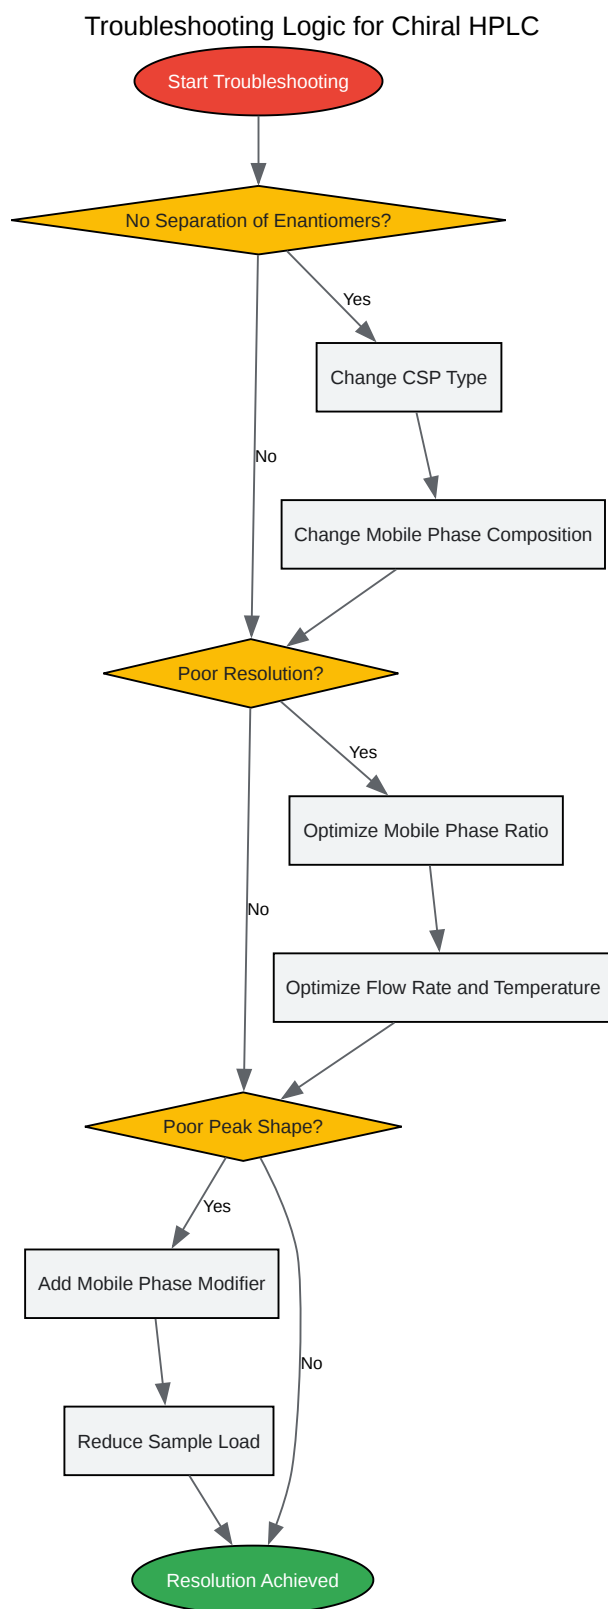 Troubleshooting Logic for Chiral HPLC
Start Troubleshooting
No Separation of Enantiomers?
Yes
Change CSP Type
No
Change Mobile Phase Composition
Poor Resolution?
Yes
Optimize Mobile Phase Ratio
No
Optimize Flow Rate and Temperature
Poor Peak Shape?
Yes
Add Mobile Phase Modifier
No
Reduce Sample Load
Resolution Achieved